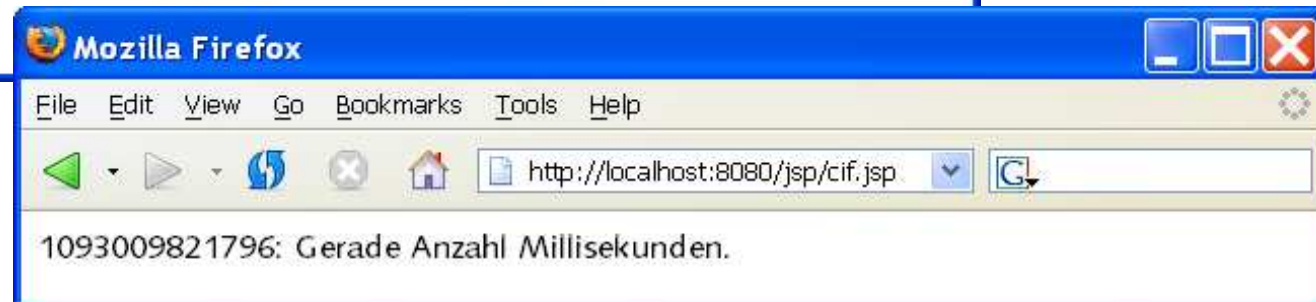 Mozilla Firefox
File Edit View Go Bookmarks Tools Help
http://localhost:8080/jsp/cif.jsp G
1093009821796: Gerade Anzahl Millisekunden.